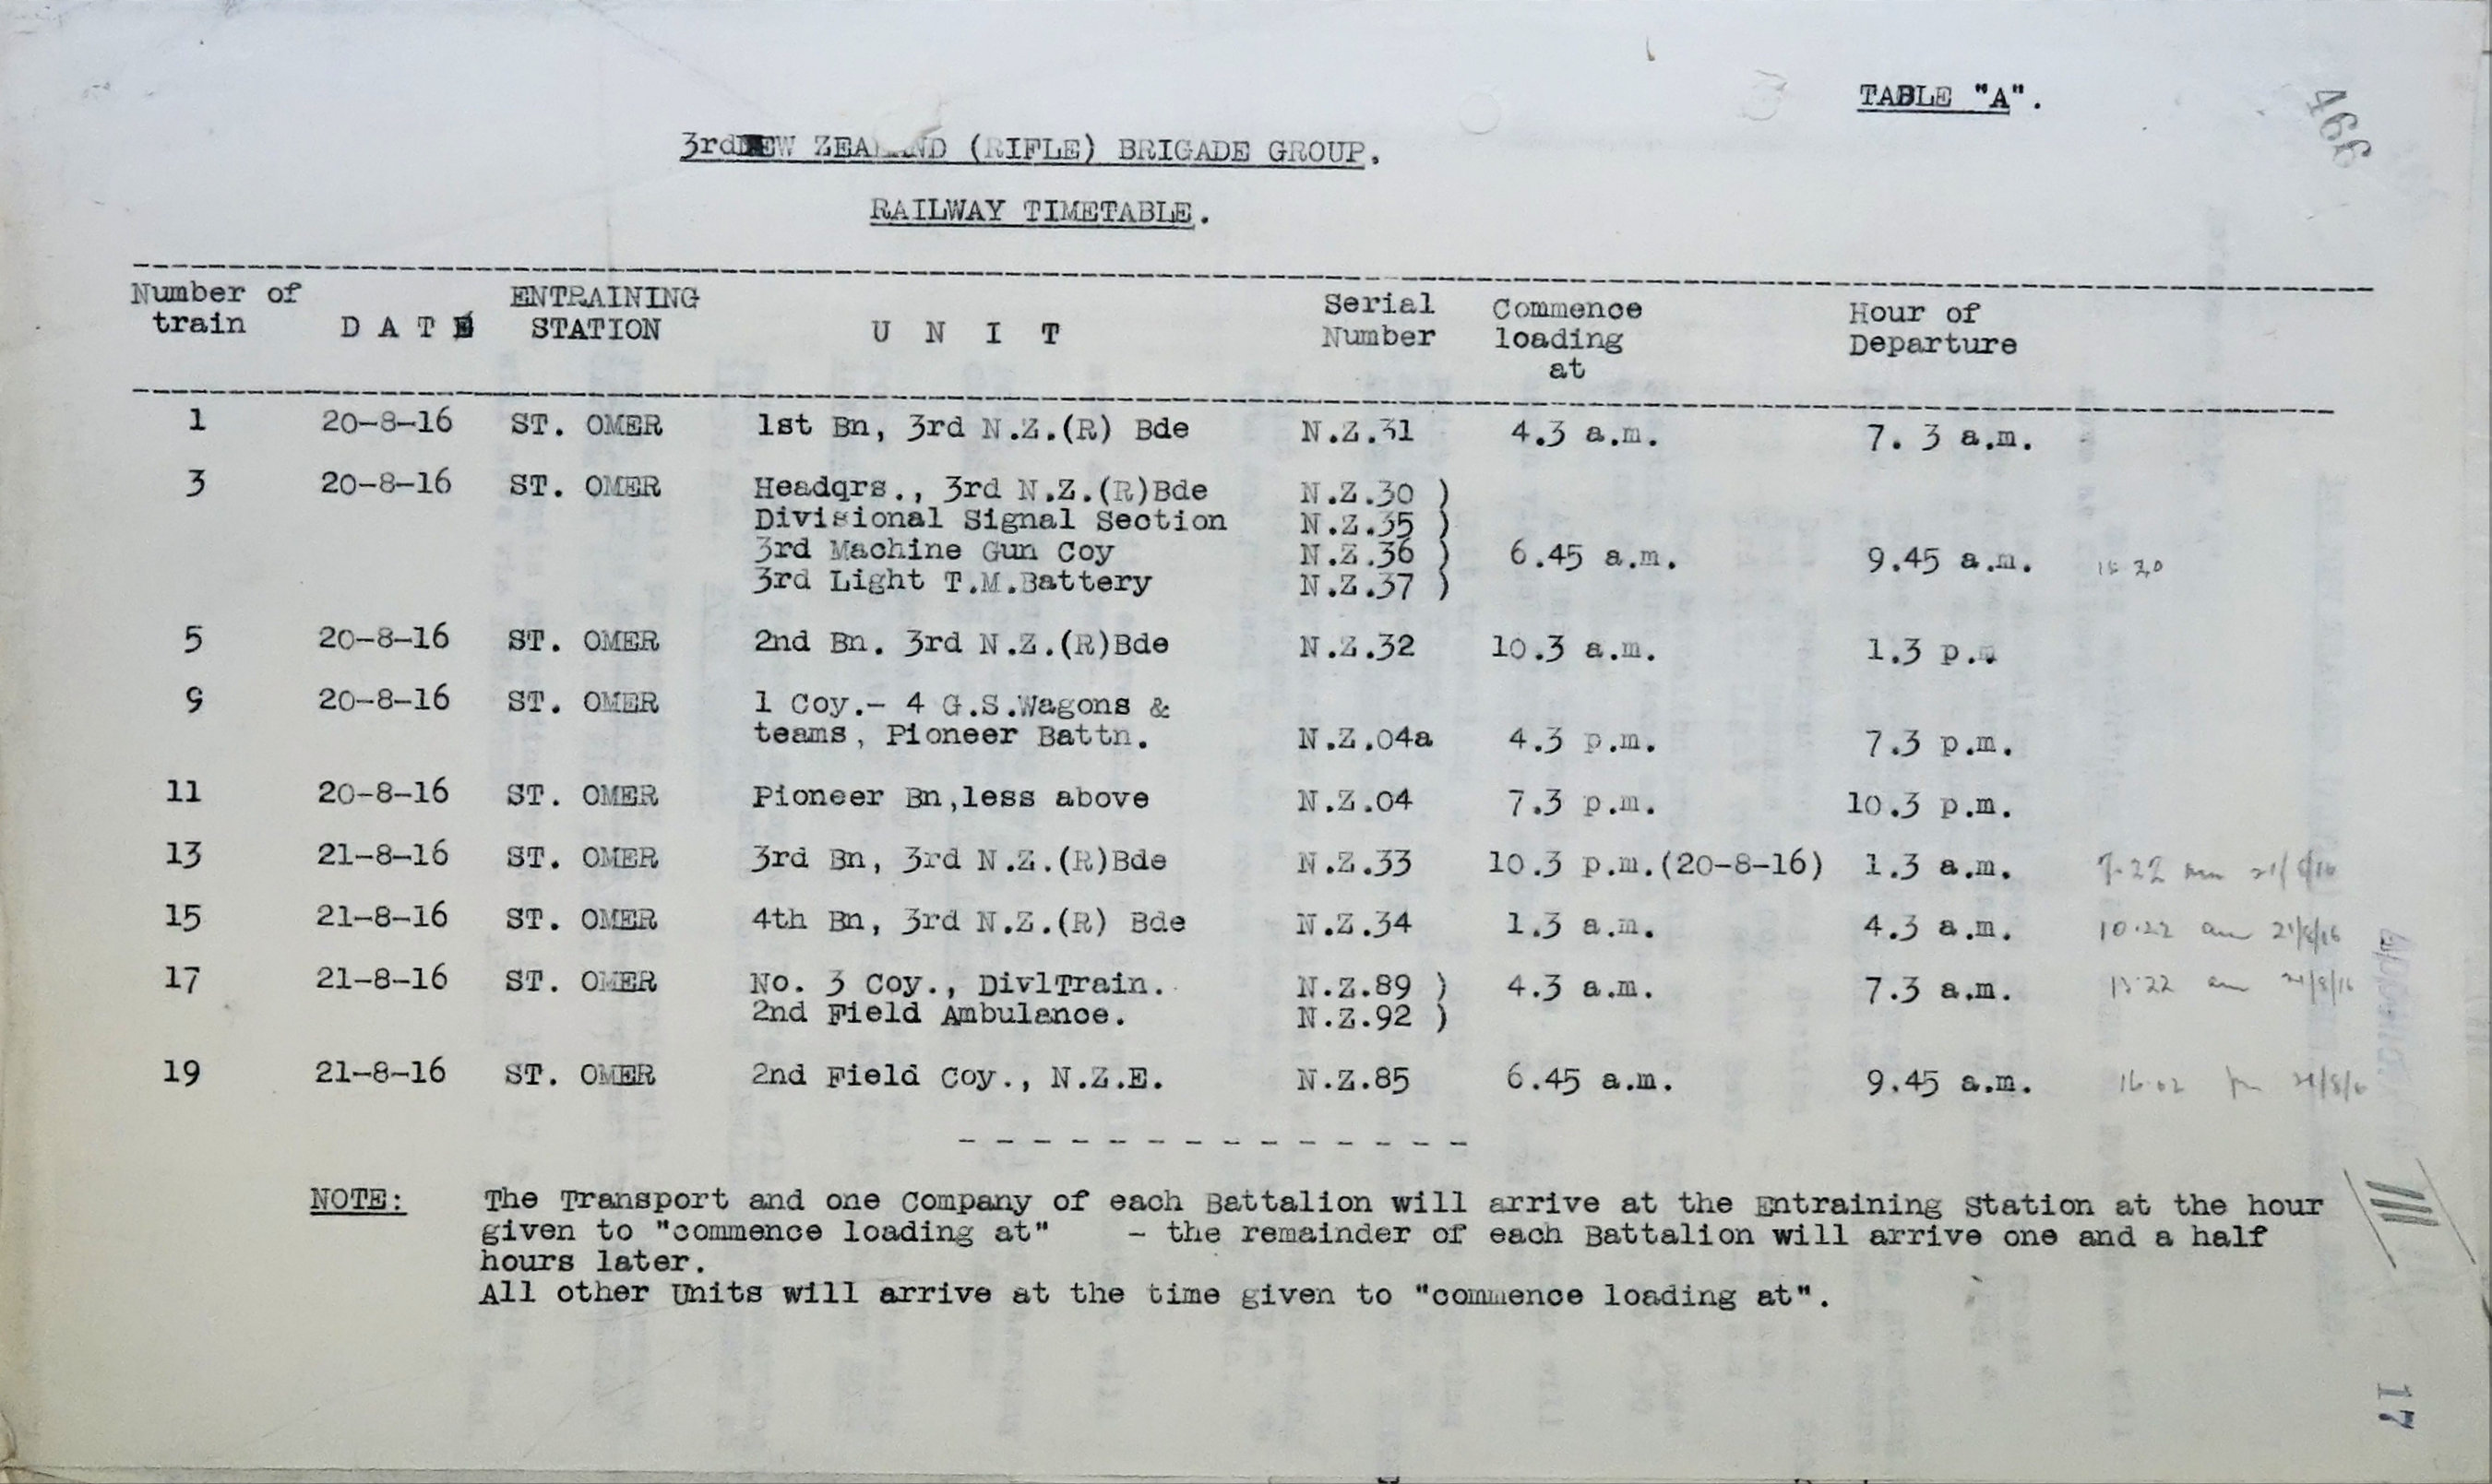 TABLE "A".
466
3rd NEW ZEALAND (RIFLE) BRIGADE GROUP.
RAILWAY TIMETABLE.
Number of train D A T E ENTRAINING STATION U N I T Serial Number Commence loading at Hour of Departure
1 20-8-16 ST. OMER 1st Bn, 3rd N.Z.(R) Bde N.Z.31 4.3 a.m. 7. 3 a.m.
3 20-8-16 ST. OMER Headqrs., 3rd N.Z.(R)Bde N.Z.30 )
Divisional Signal Section N.Z.35 )
3rd Machine Gun Coy N.Z.36 ) 6.45 a.m. 9.45 a.m.
3rd Light T.M.Battery N.Z.37 )
5 20-8-16 ST. OMER 2nd Bn. 3rd N.Z.(R)Bde N.Z.32 10.3 a.m. 1.3 p.m
9 20-8-16 ST. OMER 1 Coy.- 4 G.S.Wagons &
teams, Pioneer Battn. N.Z.04a 4.3 p.m. 7.3 p.m.
11 20-8-16 ST. OMER Pioneer Bn,less above N.Z.04 7.3 p.m. 10.3 p.m.
13 21-8-16 ST. OMER 3rd Bn, 3rd N.Z.(R)Bde N.Z.33 10.3 p.m.(20-8-16) 1.3 a.m.
15 21-8-16 ST. OMER 4th Bn, 3rd N.Z.(R) Bde N.Z.34 1.3 a.m. 4.3 a.m. 10.22 am 21/8/16
17 21-8-16 ST. OMER No. 3 Coy., DivlTrain. N.Z.89 ) 4.3 a.m. 7.3 a.m.
2nd Field Ambulance. N.Z.92 )
19 21-8-16 ST. OMER 2nd Field Coy., N.Z.E. N.Z.85 6.45 a.m. 9.45 a.m.
NOTE: The Transport and one Company of each Battalion will arrive at the Entraining Station at the hour
given to "commence loading at" - the remainder of each Battalion will arrive one and a half
hours later.
All other Units will arrive at the time given to "commence loading at".
17